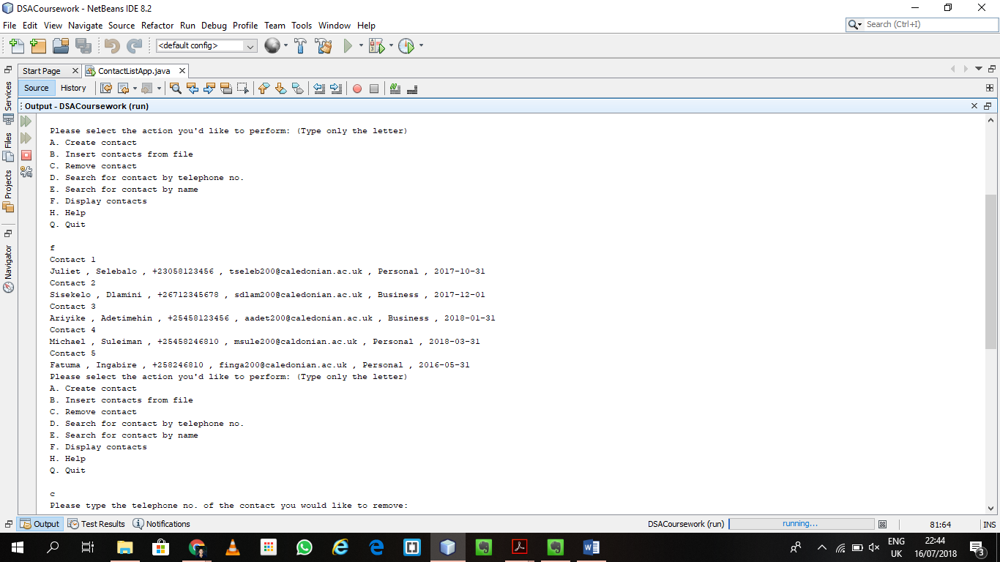 DSACoursework - NetBeans IDE 8.2
File Edit View Navigate Source Refactor Run Debug Profile Team Tools Window Help
Search (Ctrl+I)
<default config>
Start Page ContactListApp.java
Source History
Services
Files
Projects
Navigator
Output - DSACoursework (run)
Please select the action you'd like to perform: (Type only the letter)
A. Create contact
B. Insert contacts from file
C. Remove contact
D. Search for contact by telephone no.
E. Search for contact by name
F. Display contacts
H. Help
Q. Quit
f
Contact 1
Juliet , Selebalo , +23058123456 , tseleb200@caledonian.ac.uk , Personal , 2017-10-31
Contact 2
Sisekelo , Dlamini , +26712345678 , sdlam200@caledonian.ac.uk , Business , 2017-12-01
Contact 3
Ariyike , Adetimehin , +25458123456 , aadet200@caledonian.ac.uk , Business , 2018-01-31
Contact 4
Michael , Suleiman , +25458246810 , msule200@caldonian.ac.uk , Personal , 2018-03-31
Contact 5
Fatuma , Ingabire , +258246810 , finga200@caledonian.ac.uk , Personal , 2016-05-31
Please select the action you'd like to perform: (Type only the letter)
A. Create contact
B. Insert contacts from file
C. Remove contact
D. Search for contact by telephone no.
E. Search for contact by name
F. Display contacts
H. Help
Q. Quit
c
Please type the telephone no. of the contact you would like to remove:
Output Test Results Notifications DSACoursework (run) running... 81:64 INS
ENG 22:44
UK 16/07/2018 3